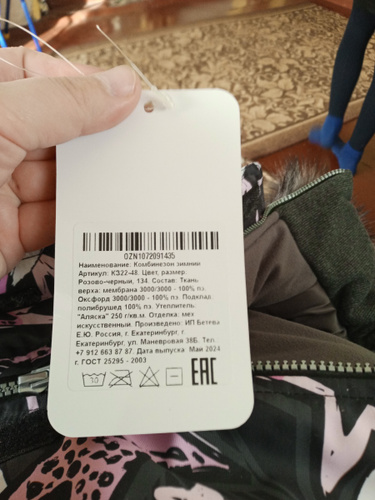 OZN1072091435
Наименование: Комбинезон зимний
Артикул: КЗ22-48. Цвет, размер:
Розово-черный, 134. Состав: Ткань
верха: мембрана 3000/3000 - 100% пэ.
Оксфорд 3000/3000 - 100% пэ. Подклад:
полибрушед 100% пэ. Утеплитель:
"Аляска" 250 г/кв.м. Отделка: мех
искусственный. Произведено: ИП Бетева
Е.Ю. Россия, г. Екатеринбург, г.
Екатеринбург, ул. Маневровая 38Б. Тел.
+7 912 663 87 87. Дата выпуска: Май 2024
г. ГОСТ 25295 - 2003
EAC